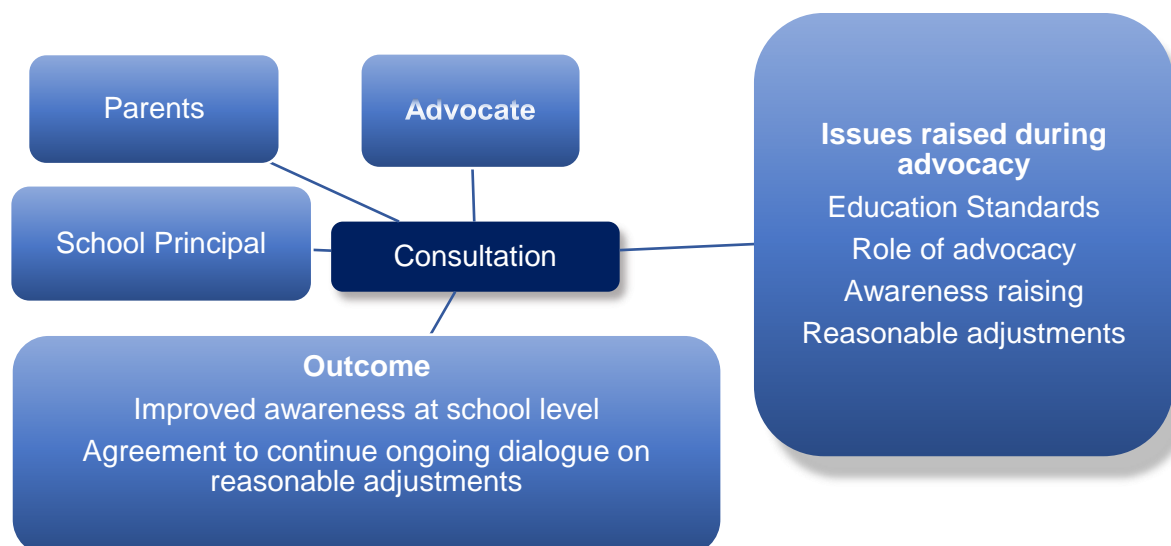 Parents
Advocate
School Principal
Consultation
Issues raised during
advocacy
Education Standards
Role of advocacy
Awareness raising
Reasonable adjustments
Outcome
Improved awareness at school level
Agreement to continue ongoing dialogue on
reasonable adjustments